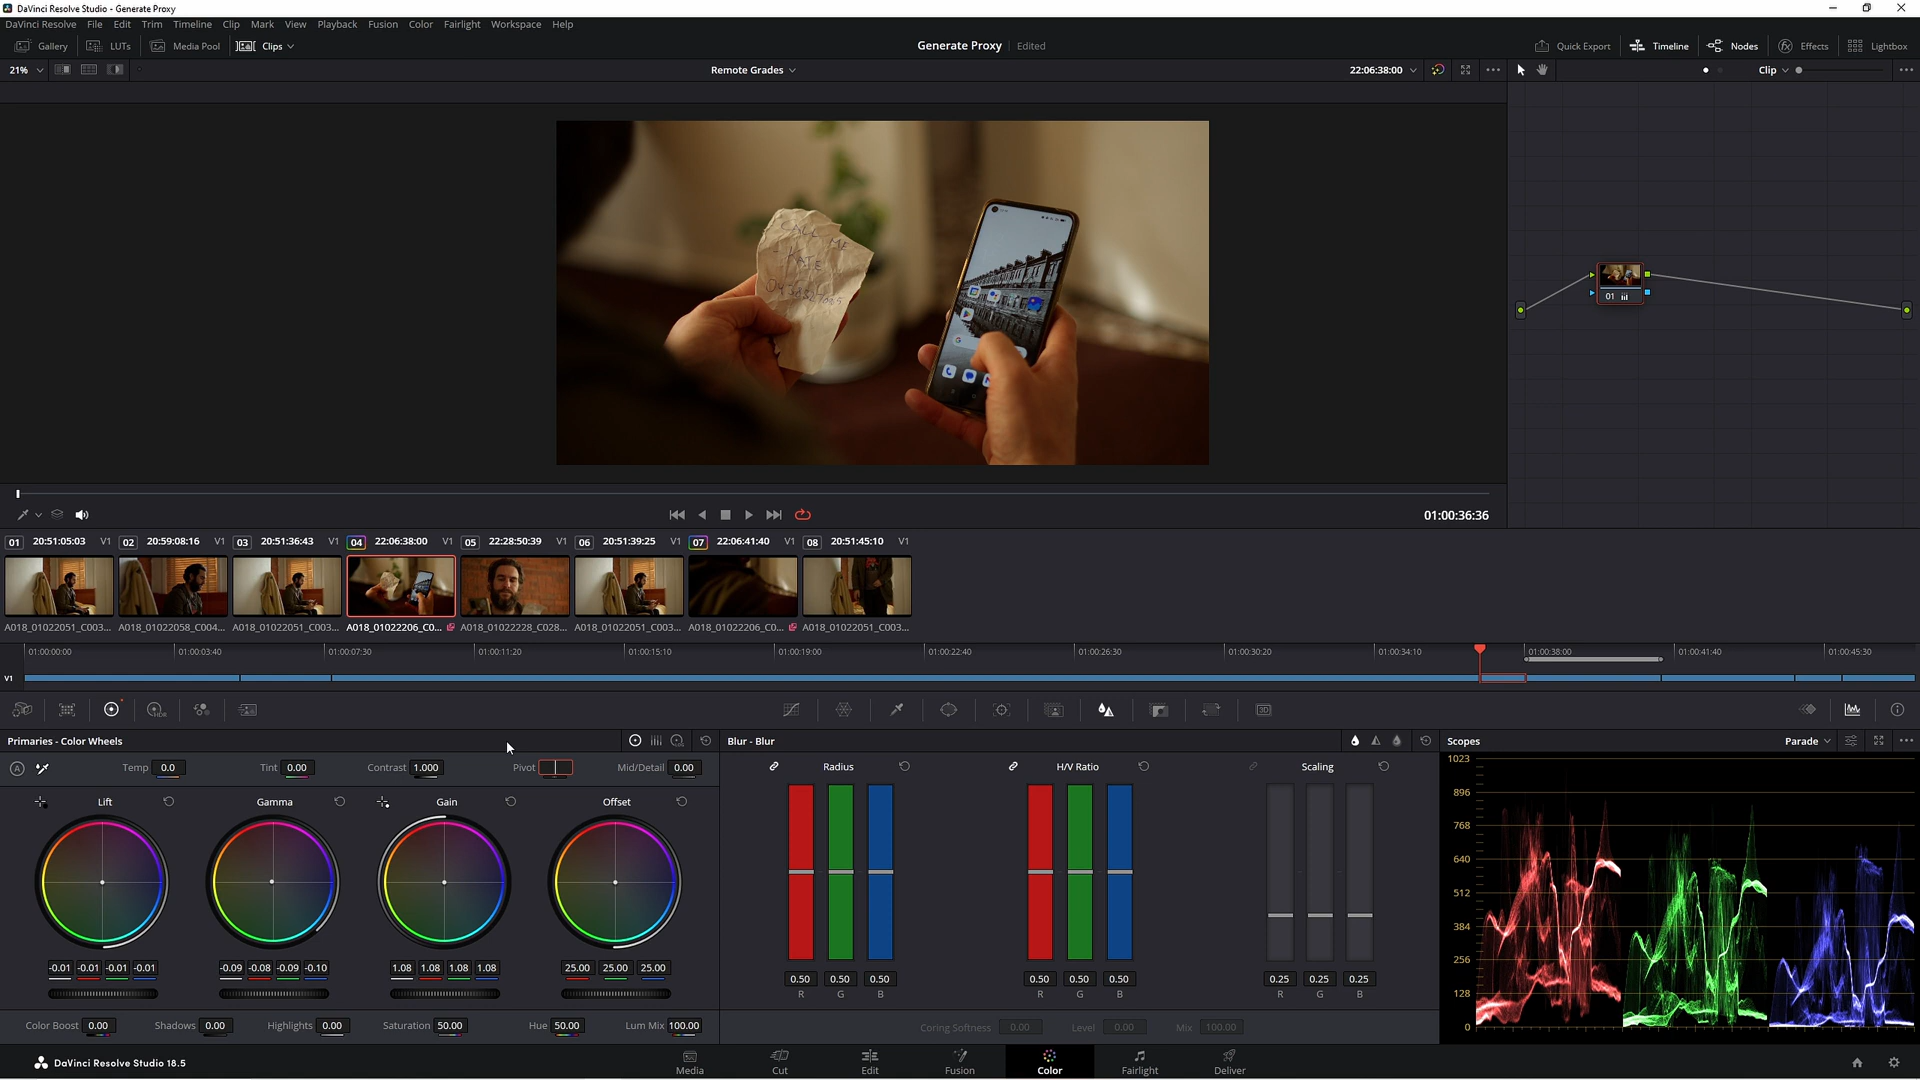 DaVinci Resolve Studio - Generate Proxy
DaVinci Resolve File Edit Trim Timeline Clip Mark View Playback Fusion Color Fairlight Workspace Help
Gallery LUTs Media Pool Clips Generate Proxy Edited Quick Export Timeline Nodes Effects Lightbox
21% Remote Grades 22:06:38:00 Clip
CALL ME
KATE
01
01:00:36:36
01 20:51:05:03 V1 02 20:59:08:16 V1 03 20:51:36:43 V1 04 22:06:38:00 V1 05 22:28:50:39 V1 06 20:51:39:25 V1 07 22:06:41:40 V1 08 20:51:45:10 V1
A018_01022051_C003... A018_01022058_C004... A018_01022051_C003... A018_01022206_C0... A018_01022228_C028... A018_01022051_C003... A018_01022206_C0... A018_01022051_C003...
01:00:00:00 01:00:03:40 01:00:07:30 01:00:11:20 01:00:15:10 01:00:19:00 01:00:22:40 01:00:26:30 01:00:30:20 01:00:34:10 01:00:38:00 01:00:41:40 01:00:45:30
V1
HDR 3D
Primaries - Color Wheels Blur - Blur Scopes Parade
A Temp 0.0 Tint 0.00 Contrast 1.000 Pivot Mid/Detail 0.00 Radius H/V Ratio Scaling
Lift Gamma Gain Offset
-0.01 -0.01 -0.01 -0.01 -0.09 -0.08 -0.09 -0.10 1.08 1.08 1.08 1.08 25.00 25.00 25.00
0.50 0.50 0.50 0.50 0.50 0.50 0.25 0.25 0.25
R G B R G B R G B
Color Boost 0.00 Shadows 0.00 Highlights 0.00 Saturation 50.00 Hue 50.00 Lum Mix 100.00
Coring Softness 0.00 Level 0.00 Mix 100.00
1023
896
768
640
512
384
256
128
0
DaVinci Resolve Studio 18.5 Media Cut Edit Fusion Color Fairlight Deliver